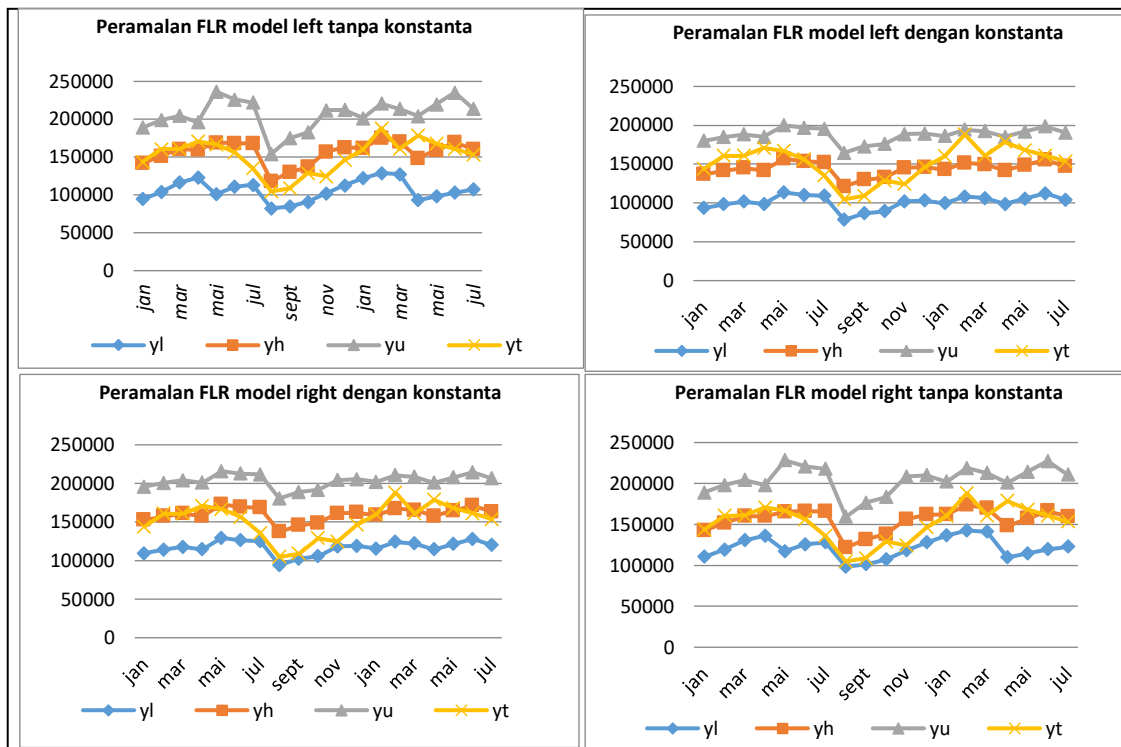 Peramalan FLR model left tanpa konstanta
250000
200000
150000
100000
50000
0
jan mar mai jul sept nov jan mar mai jul
yl yh yu yt
Peramalan FLR model left dengan konstanta
250000
200000
150000
100000
50000
0
jan mar mai jul sept nov jan mar mai jul
yl yh yu yt
Peramalan FLR model right dengan konstanta
250000
200000
150000
100000
50000
0
jan mar mai jul sept nov jan mar mai jul
yl yh yu yt
Peramalan FLR model right tanpa konstanta
250000
200000
150000
100000
50000
0
jan mar mai jul sept nov jan mar mai jul
yl yh yu yt